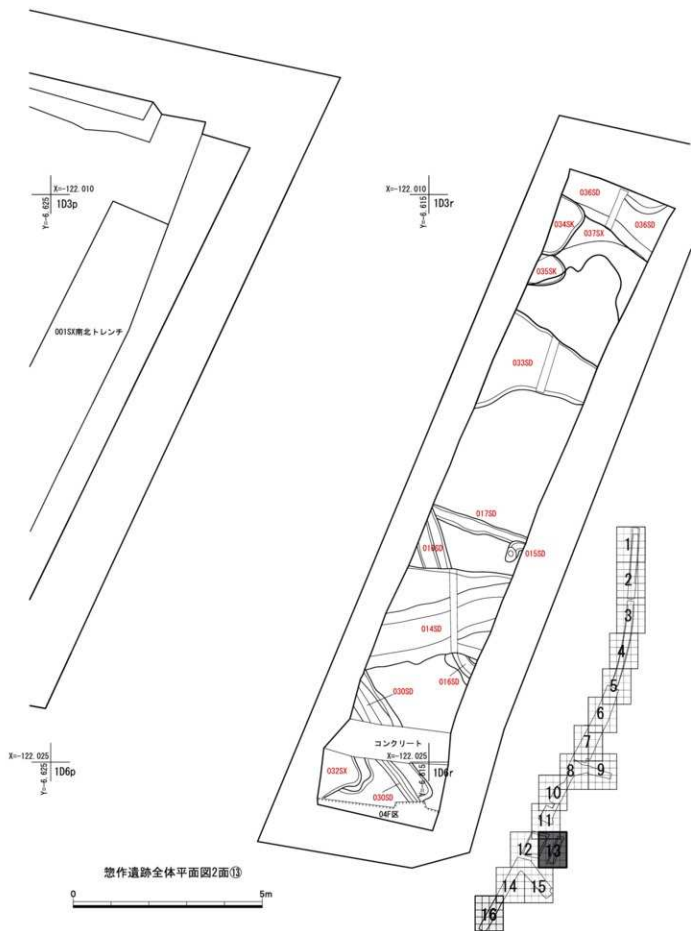 036SD
X=-122.010
Y=-6.625
1D3p
X=-122.010
Y=-6.615
1D3r
034SK
037SX
036SD
035SK
001SX南北トレンチ
033SD
017SD
016SD
015SD
014SD
016SD
030SD
コンクリート
X=-122.025
Y=-6.625
1D6p
X=-122.025
Y=-6.615
1D6r
032SX
030SD
04F区
惣作遺跡全体平面図2面⑬
0
5m
1
2
3
4
5
6
7
8
9
10
11
12
13
14
15
16